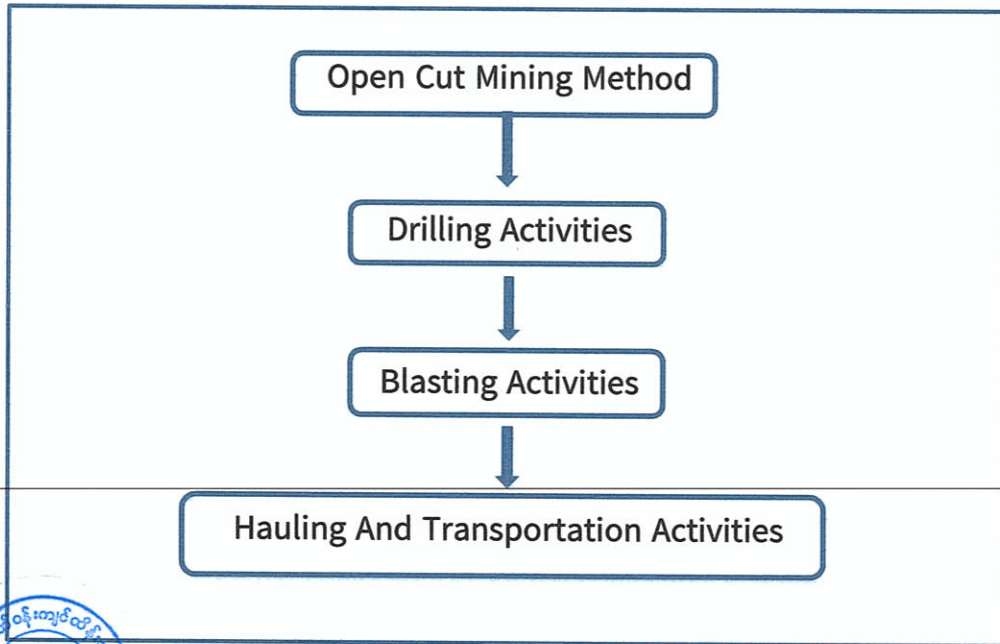 Open Cut Mining Method
Drilling Activities
Blasting Activities
Hauling And Transportation Activities